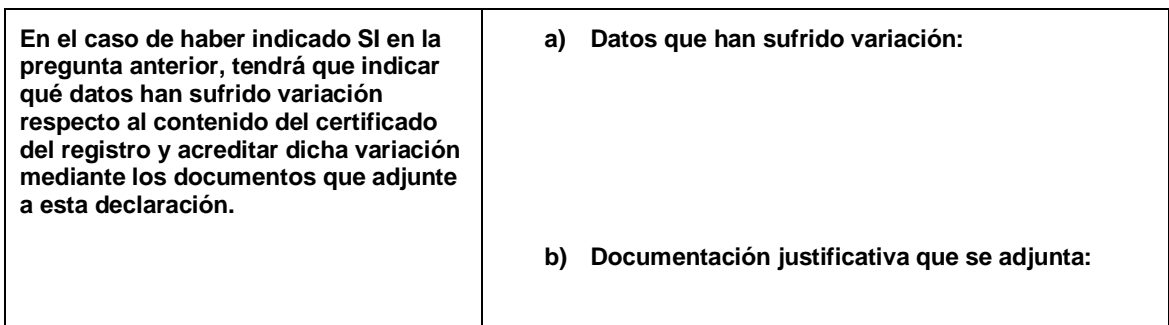 En el caso de haber indicado SI en la
pregunta anterior, tendrá que indicar
qué datos han sufrido variación
respecto al contenido del certificado
del registro y acreditar dicha variación
mediante los documentos que adjunte
a esta declaración.
a) Datos que han sufrido variación:
b) Documentación justificativa que se adjunta: